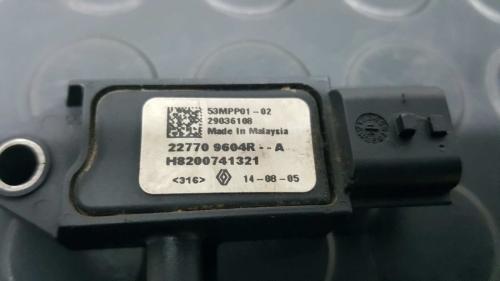 53MPP01-02
29036108
Made in Malaysia
22770 9604R--A
H8200741321
<316> 14-08-05